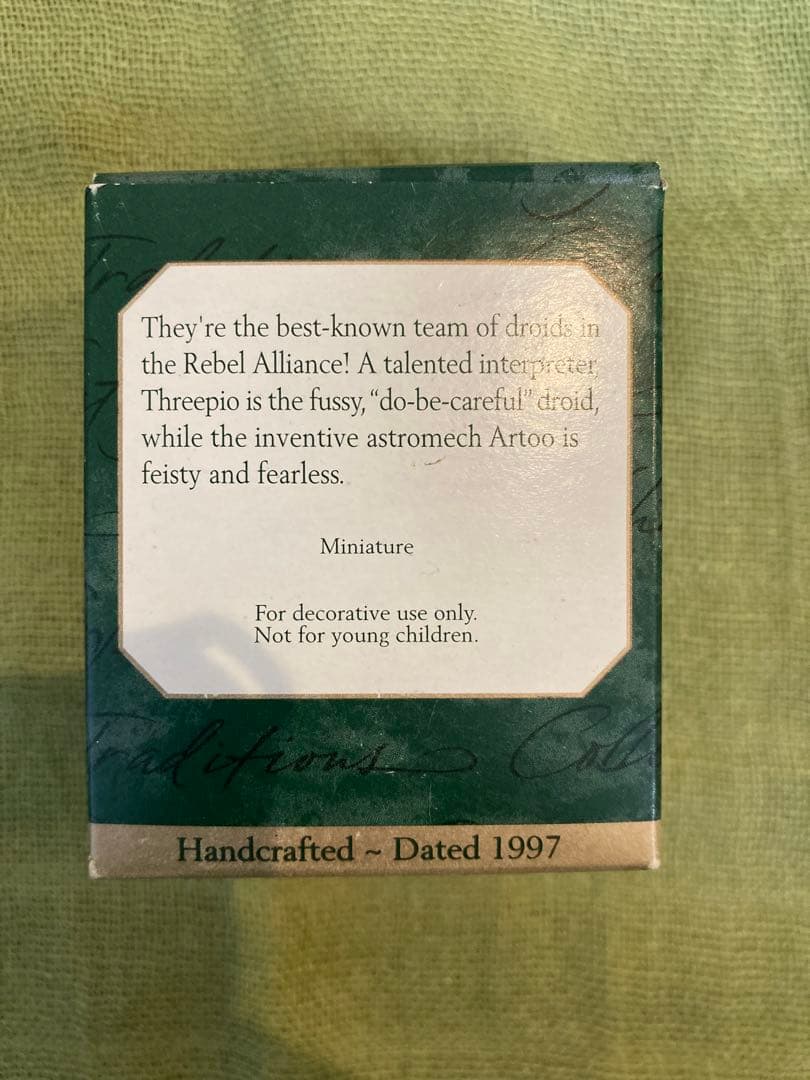 They're the best-known team of droids in
the Rebel Alliance! A talented interpreter,
Threepio is the fussy, “do-be-careful” droid,
while the inventive astromech Artoo is
feisty and fearless.
Miniature
For decorative use only.
Not for young children.
Traditions Coll
Handcrafted ~ Dated 1997